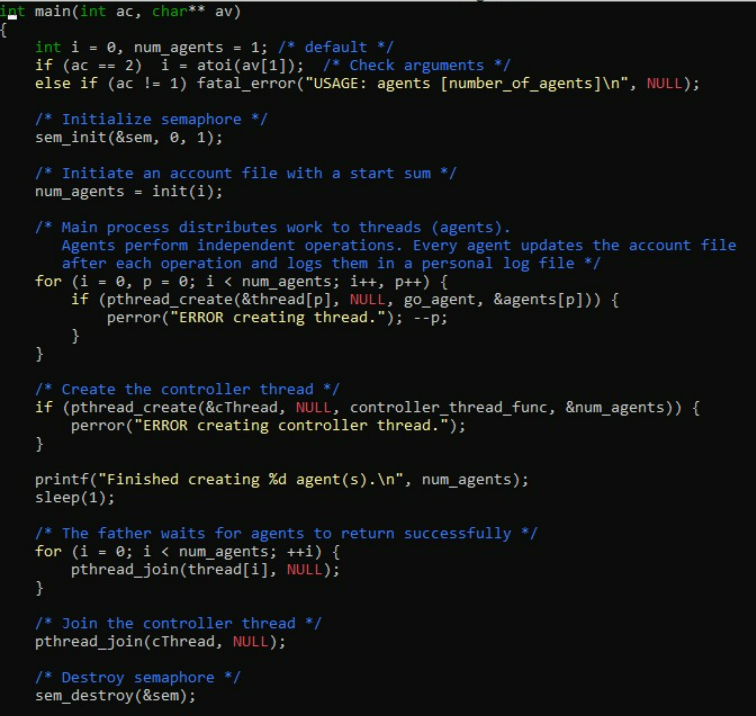 int main(int ac, char** av)
{
    int i = 0, num_agents = 1; /* default */
    if (ac == 2)  i = atoi(av[1]);  /* Check arguments */
    else if (ac != 1) fatal_error("USAGE: agents [number_of_agents]\n", NULL);

    /* Initialize semaphore */
    sem_init(&sem, 0, 1);

    /* Initiate an account file with a start sum */
    num_agents = init(i);

    /* Main process distributes work to threads (agents).
       Agents perform independent operations. Every agent updates the account file
       after each operation and logs them in a personal log file */
    for (i = 0, p = 0; i < num_agents; i++, p++) {
        if (pthread_create(&thread[p], NULL, go_agent, &agents[p])) {
            perror("ERROR creating thread."); --p;
        }
    }

    /* Create the controller thread */
    if (pthread_create(&cThread, NULL, controller_thread_func, &num_agents)) {
        perror("ERROR creating controller thread.");
    }

    printf("Finished creating %d agent(s).\n", num_agents);
    sleep(1);

    /* The father waits for agents to return successfully */
    for (i = 0; i < num_agents; ++i) {
        pthread_join(thread[i], NULL);
    }

    /* Join the controller thread */
    pthread_join(cThread, NULL);

    /* Destroy semaphore */
    sem_destroy(&sem);